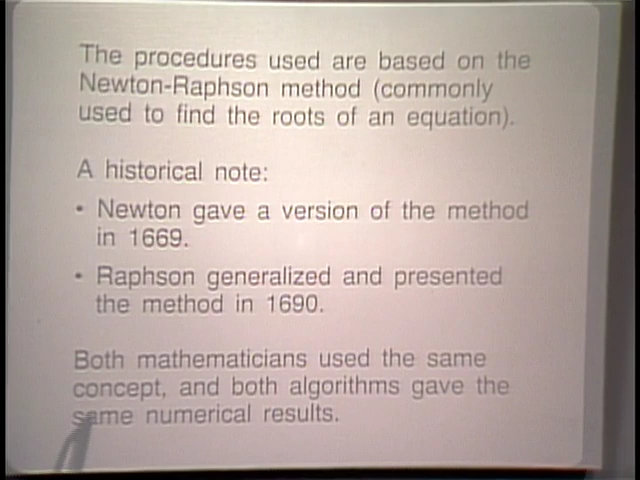 The procedures used are based on the
Newton-Raphson method (commonly
used to find the roots of an equation).
A historical note:
• Newton gave a version of the method
in 1669.
• Raphson generalized and presented
the method in 1690.
Both mathematicians used the same
concept, and both algorithms gave the
same numerical results.